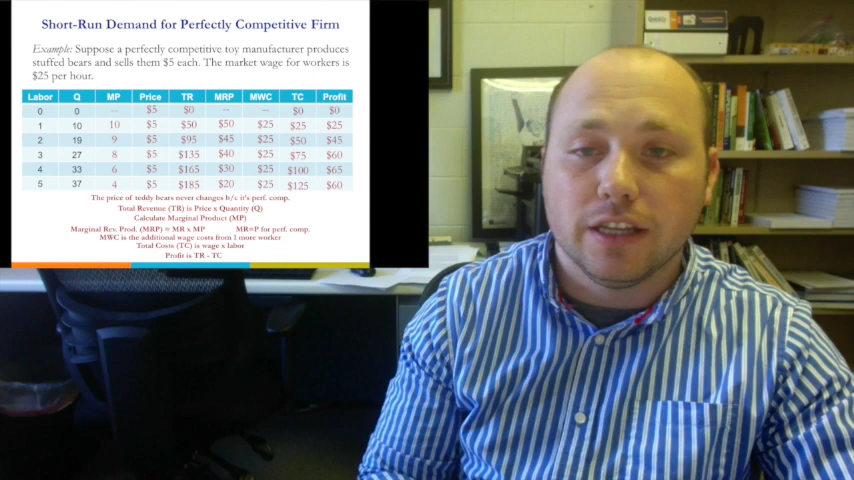 Short-Run Demand for Perfectly Competitive Firm
Example: Suppose a perfectly competitive toy manufacturer produces
stuffed bears and sells them $5 each. The market wage for workers is
$25 per hour.
Labor Q MP Price TR MRP MWC TC Profit
0 0 -- $5 $0 -- -- $0 $0
1 10 10 $5 $50 $50 $25 $25 $25
2 19 9 $5 $95 $45 $25 $50 $45
3 27 8 $5 $135 $40 $25 $75 $60
4 33 6 $5 $165 $30 $25 $100 $65
5 37 4 $5 $185 $20 $25 $125 $60
The price of teddy bears never changes b/c it's perf. comp.
Total Revenue (TR) is Price x Quantity (Q)
Calculate Marginal Product (MP)
Marginal Rev. Prod. (MRP) = MR x MP MR=P for perf. comp.
MWC is the additional wage costs from 1 more worker
Total Costs (TC) is wage x labor
Profit is TR - TC